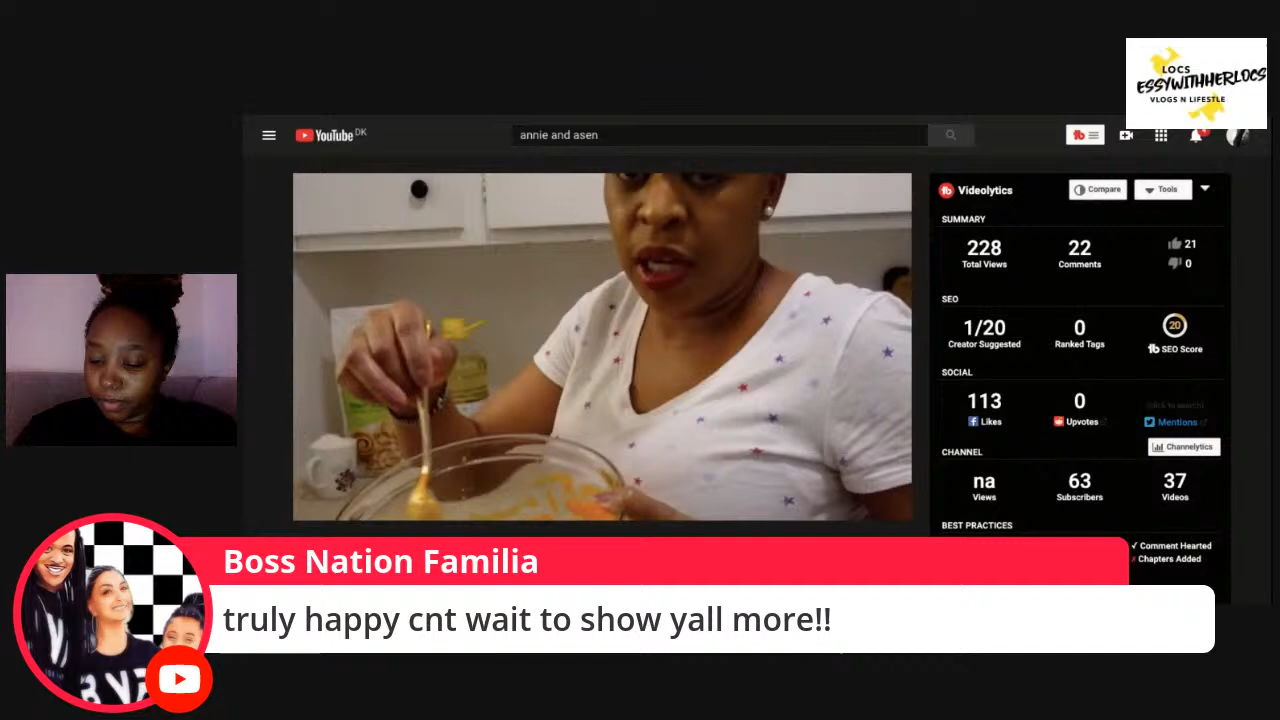 LOCS
ESSYWITHHERLOCS
VLOGS N LIFESTLE
YouTube DK
annie and asen
Videolytics
Compare
Tools
SUMMARY
228
22
21
Total Views
Comments
0
SEO
1/20
0
20
Creator Suggested
Ranked Tags
SEO Score
SOCIAL
113
0
click to search!
Likes
Upvotes
Mentions
CHANNEL
Channelytics
na
63
37
Views
Subscribers
Videos
BEST PRACTICES
✓ Comment Hearted
Chapters Added
Boss Nation Familia
truly happy cnt wait to show yall more!!